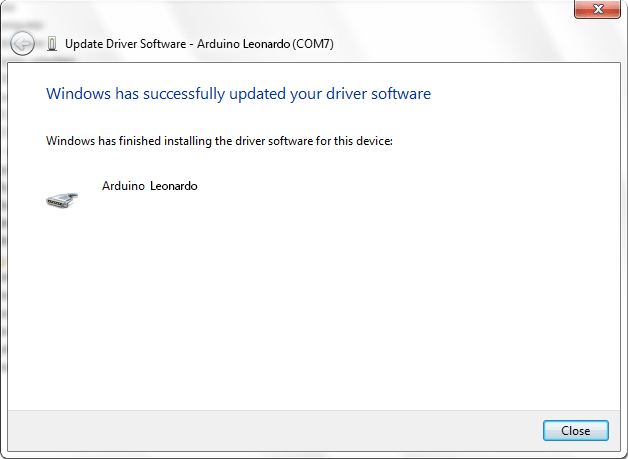 Update Driver Software - Arduino Leonardo (COM7)
Windows has successfully updated your driver software
Windows has finished installing the driver software for this device:
Arduino Leonardo
Close